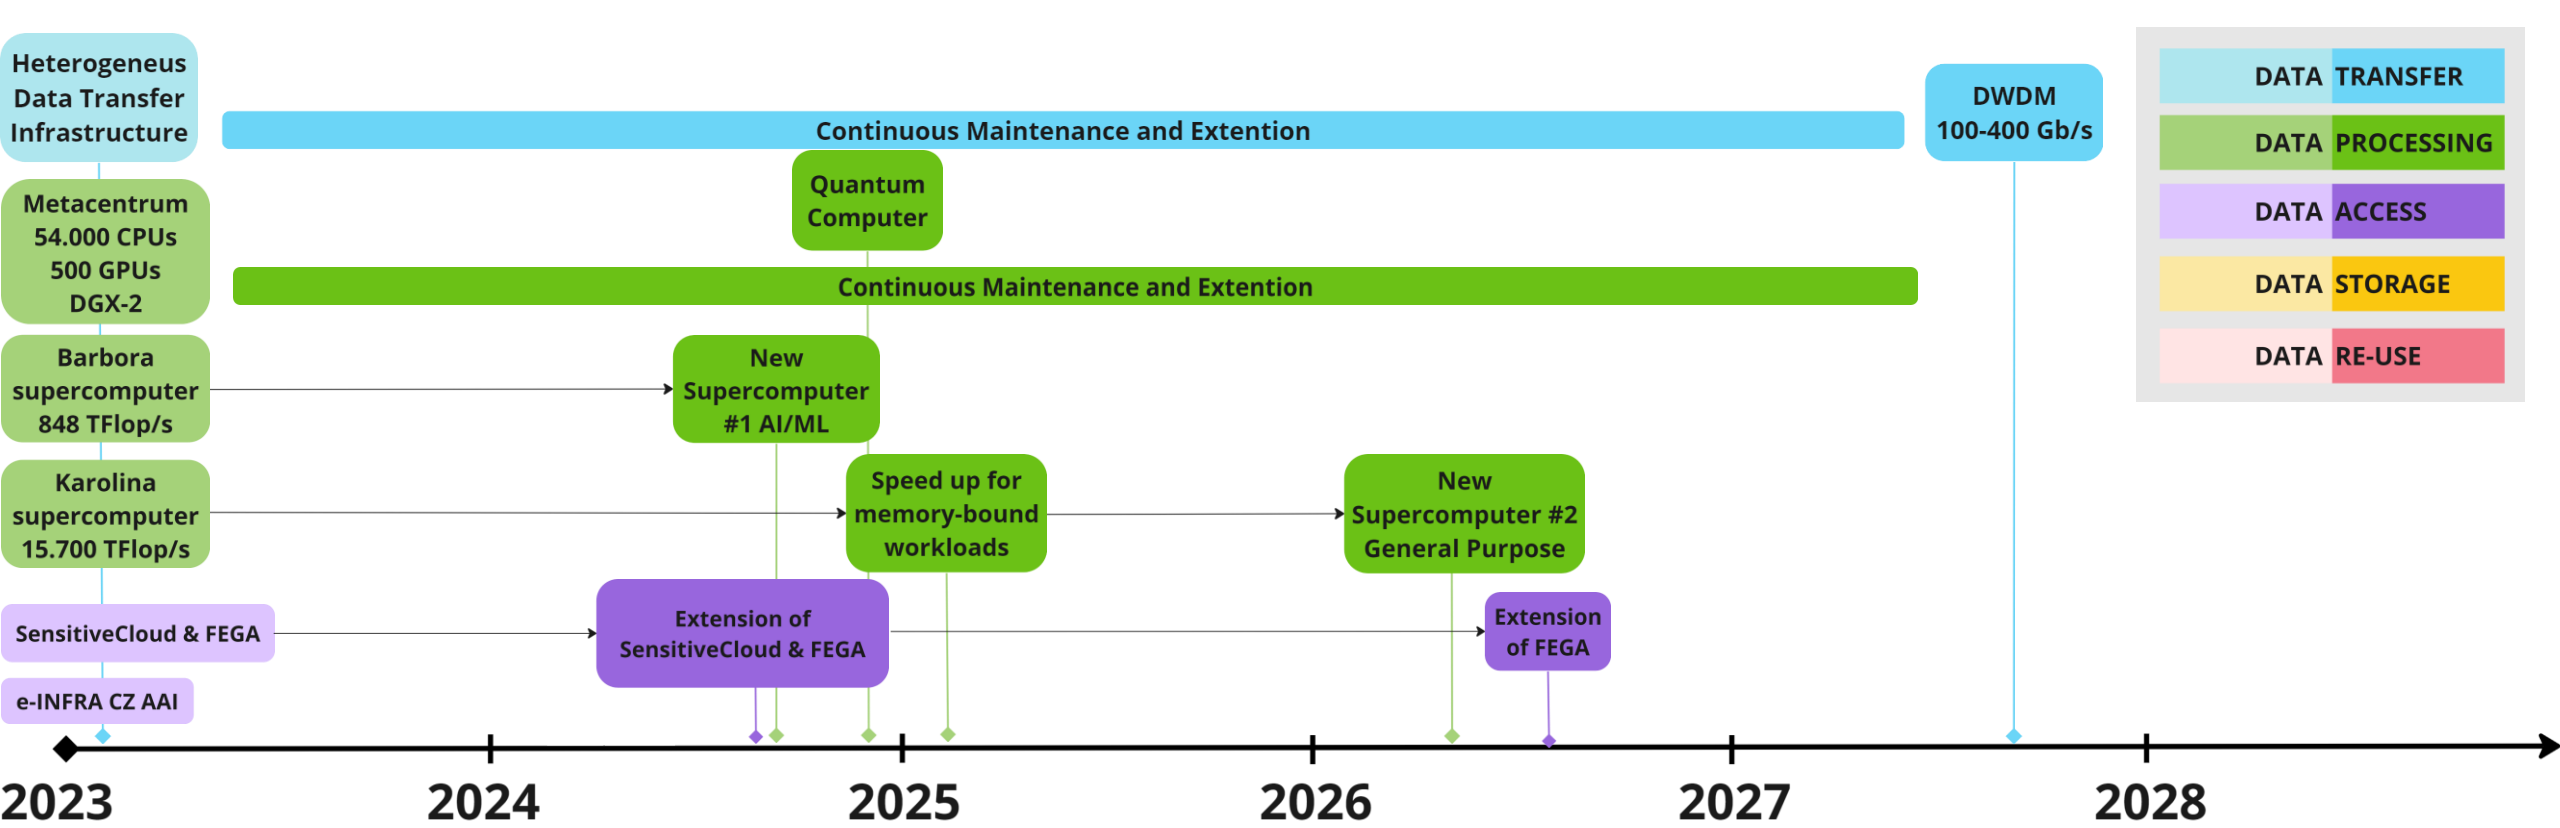 Heterogeneus
Data Transfer
Infrastructure
Continuous Maintenance and Extention
DWDM
100-400 Gb/s
DATA TRANSFER
DATA PROCESSING
DATA ACCESS
DATA STORAGE
DATA RE-USE
Quantum
Computer
Metacentrum
54.000 CPUs
500 GPUs
DGX-2
Continuous Maintenance and Extention
Barbora
supercomputer
848 TFlop/s
New
Supercomputer
#1 AI/ML
Karolina
supercomputer
15.700 TFlop/s
Speed up for
memory-bound
workloads
New
Supercomputer #2
General Purpose
SensitiveCloud & FEGA
Extension of
SensitiveCloud & FEGA
Extension
of FEGA
e-INFRA CZ AAI
2023
2024
2025
2026
2027
2028